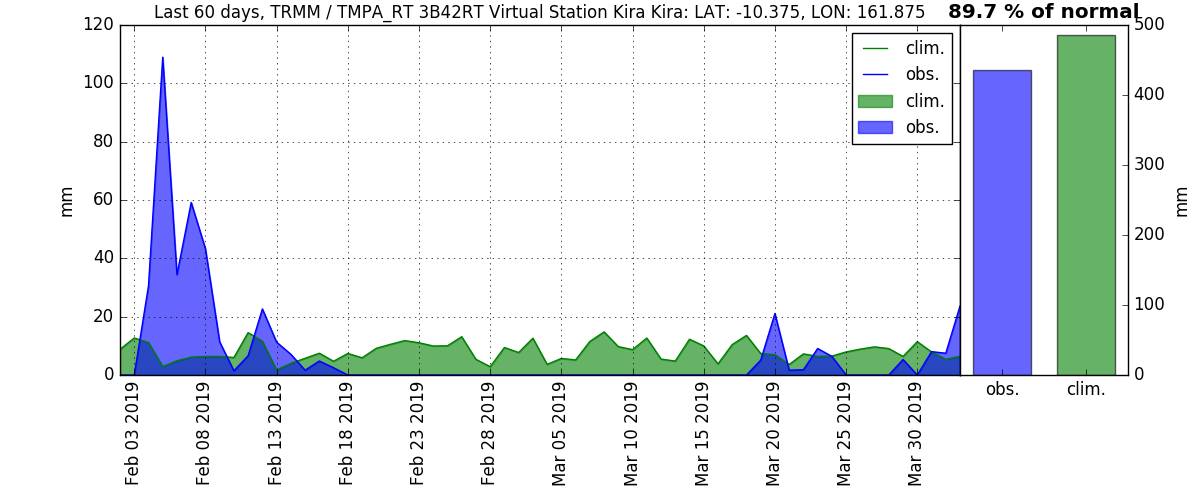 Last 60 days, TRMM / TMPA_RT 3B42RT Virtual Station Kira Kira: LAT: -10.375, LON: 161.875
89.7 % of normal
120
100
80
60
40
20
0
mm
clim.
obs.
clim.
obs.
Feb 03 2019
Feb 08 2019
Feb 13 2019
Feb 18 2019
Feb 23 2019
Feb 28 2019
Mar 05 2019
Mar 10 2019
Mar 15 2019
Mar 20 2019
Mar 25 2019
Mar 30 2019
500
400
300
200
100
0
mm
obs.
clim.